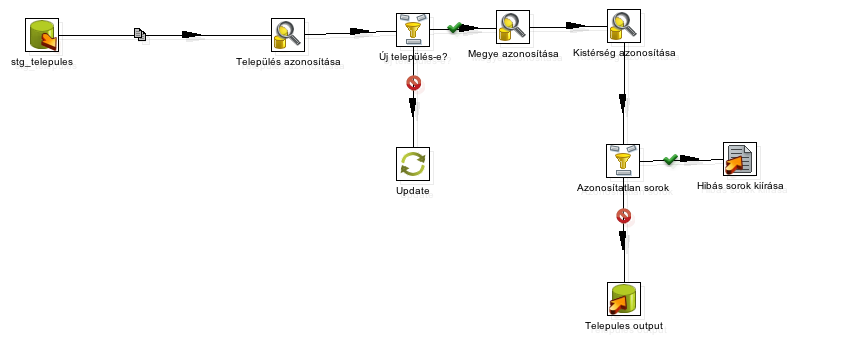 stg_telepules
Település azonosítása
Új település-e?
Megye azonosítása
Kistérség azonosítása
Update
Azonosítatlan sorok
Hibás sorok kiírása
Telepules output